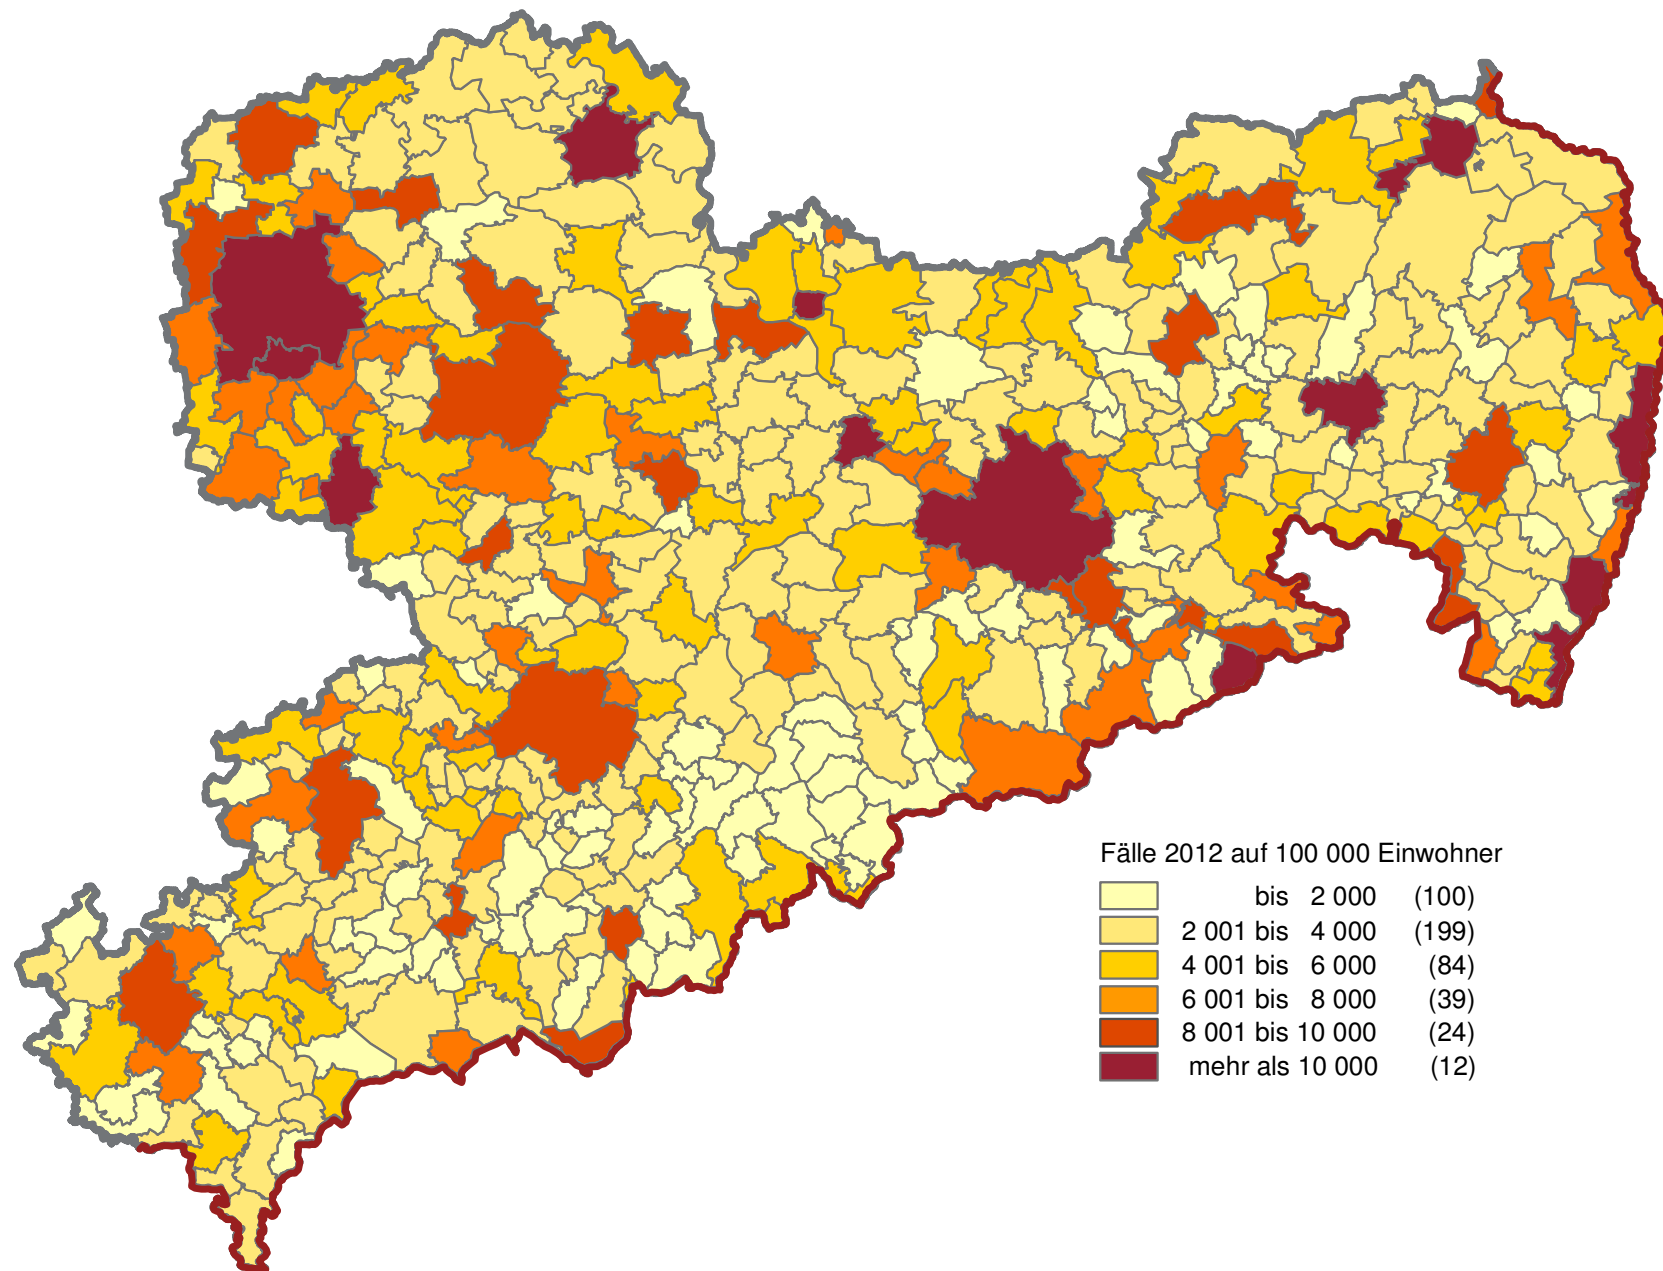 Fälle 2012 auf 100 000 Einwohner
bis 2 000 (100)
2 001 bis 4 000 (199)
4 001 bis 6 000 (84)
6 001 bis 8 000 (39)
8 001 bis 10 000 (24)
mehr als 10 000 (12)